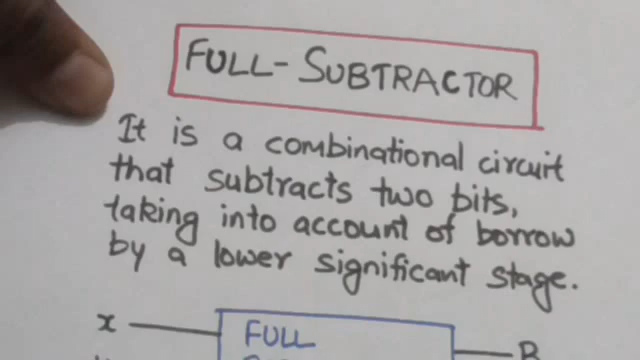 FULL-SUBTRACTOR
It is a combinational circuit
that subtracts two bits,
taking into account of borrow
by a lower significant stage.
x FULL B